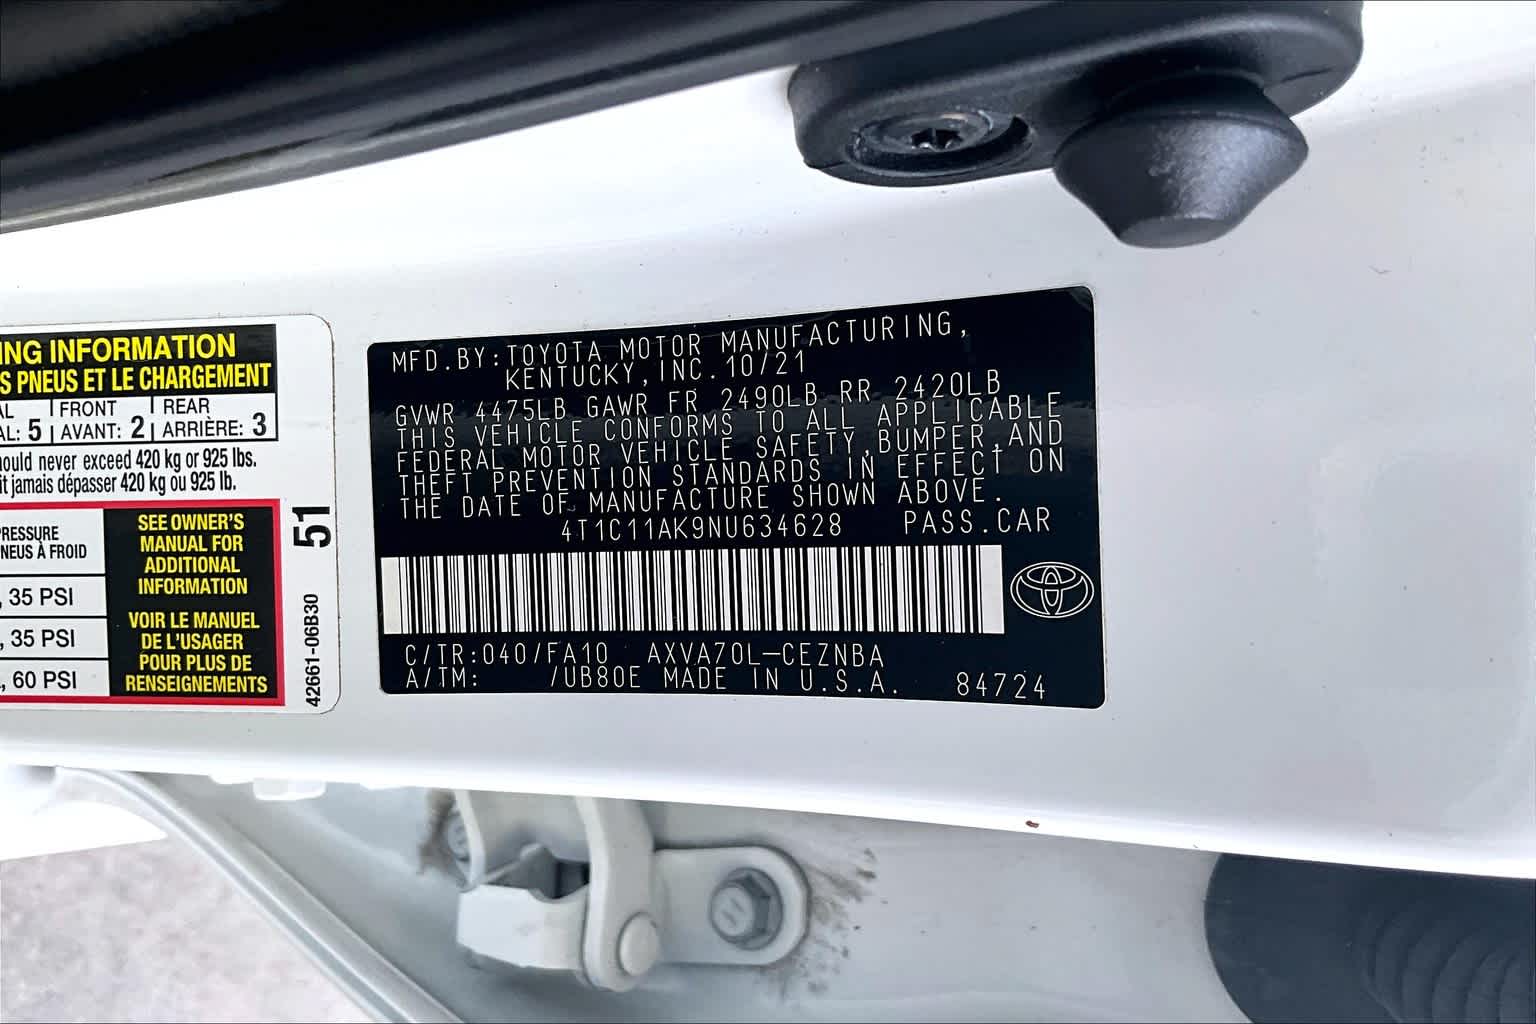 ING INFORMATION
S PNEUS ET LE CHARGEMENT
AL FRONT REAR
AL: 5 AVANT: 2 ARRIÈRE: 3
ould never exceed 420 kg or 925 lbs.
it jamais dépasser 420 kg ou 925 lb.
PRESSURE
NEUS À FROID
, 35 PSI
, 35 PSI
, 60 PSI
SEE OWNER'S
MANUAL FOR
ADDITIONAL
INFORMATION
VOIR LE MANUEL
DE L'USAGER
POUR PLUS DE
RENSEIGNEMENTS
51
42661-06B30
MFD.BY:TOYOTA MOTOR MANUFACTURING,
KENTUCKY,INC.10/21
GVWR 4475LB GAWR FR 2490LB RR 2420LB
THIS VEHICLE CONFORMS TO ALL APPLICABLE
FEDERAL MOTOR VEHICLE SAFETY,BUMPER,AND
THEFT PREVENTION STANDARDS IN EFFECT ON
THE DATE OF MANUFACTURE SHOWN ABOVE.
4T1C11AK9NU634628 PASS.CAR
C/TR:040/FA10 AXVA70L-CEZNBA
A/TM: /UB80E MADE IN U.S.A. 84724